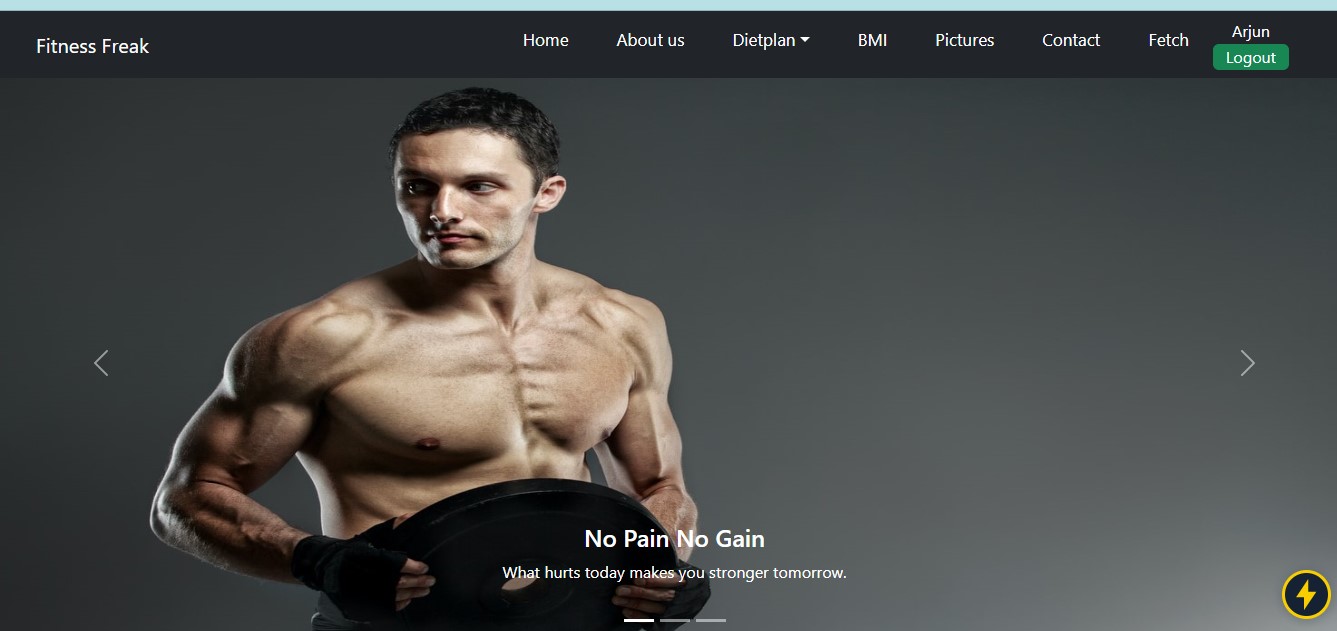 Fitness Freak
Home
About us
Dietplan
BMI
Pictures
Contact
Fetch
Arjun
Logout
No Pain No Gain
What hurts today makes you stronger tomorrow.